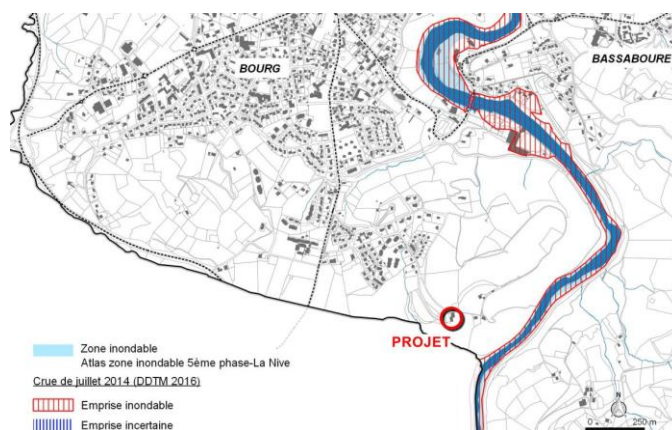 BOURG
BASSABOURE
PROJET
Zone inondable
Atlas zone inondable 5ème phase-La Nive
Crue de juillet 2014 (DDTM 2016)
Emprise inondable
Emprise incertaine
N
0 250 m